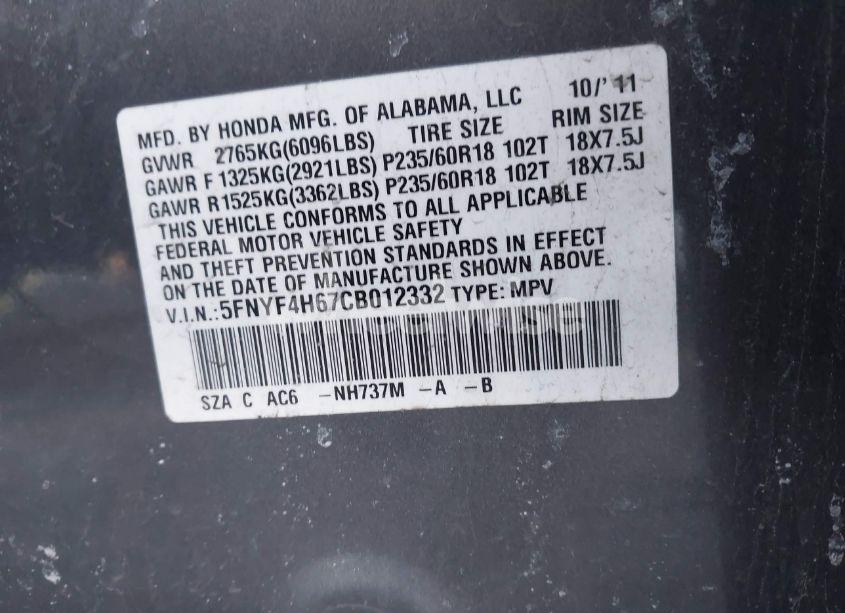 MFD. BY HONDA MFG. OF ALABAMA, LLC 10/'11
GVWR 2765KG(6096LBS) TIRE SIZE RIM SIZE
GAWR F 1325KG(2921LBS) P235/60R18 102T 18X7.5J
GAWR R1525KG(3362LBS) P235/60R18 102T 18X7.5J
THIS VEHICLE CONFORMS TO ALL APPLICABLE
FEDERAL MOTOR VEHICLE SAFETY
AND THEFT PREVENTION STANDARDS IN EFFECT
ON THE DATE OF MANUFACTURE SHOWN ABOVE.
V.I.N.:5FNYF4H67CB012332 TYPE: MPV
SZA C AC6 -NH737M -A -B